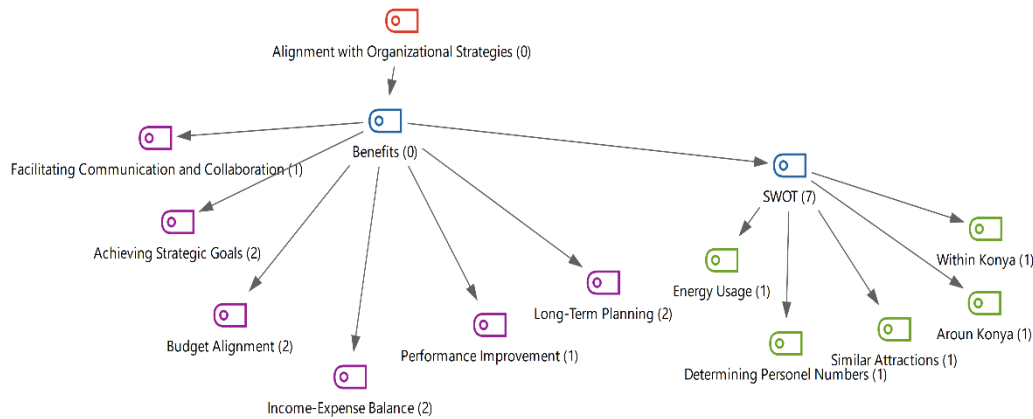 Alignment with Organizational Strategies (0)
Benefits (0)
Facilitating Communication and Collaboration (1)
SWOT (7)
Achieving Strategic Goals (2)
Within Konya (1)
Energy Usage (1)
Long-Term Planning (2)
Aroun Konya (1)
Budget Alignment (2)
Performance Improvement (1)
Similar Attractions (1)
Determining Personel Numbers (1)
Income-Expense Balance (2)